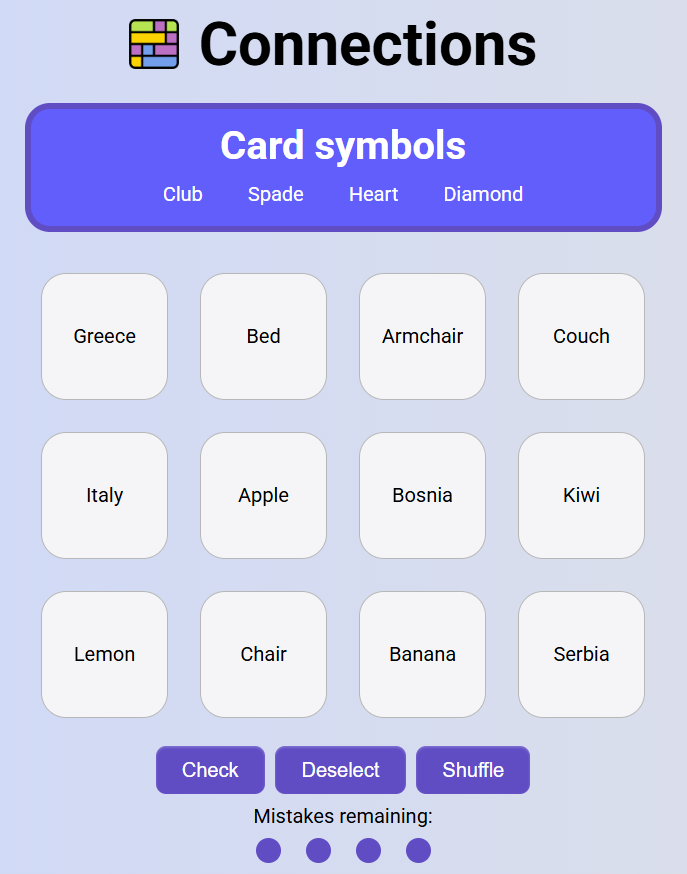 Connections
Card symbols
Club Spade Heart Diamond
Greece Bed Armchair Couch
Italy Apple Bosnia Kiwi
Lemon Chair Banana Serbia
Check Deselect Shuffle
Mistakes remaining: